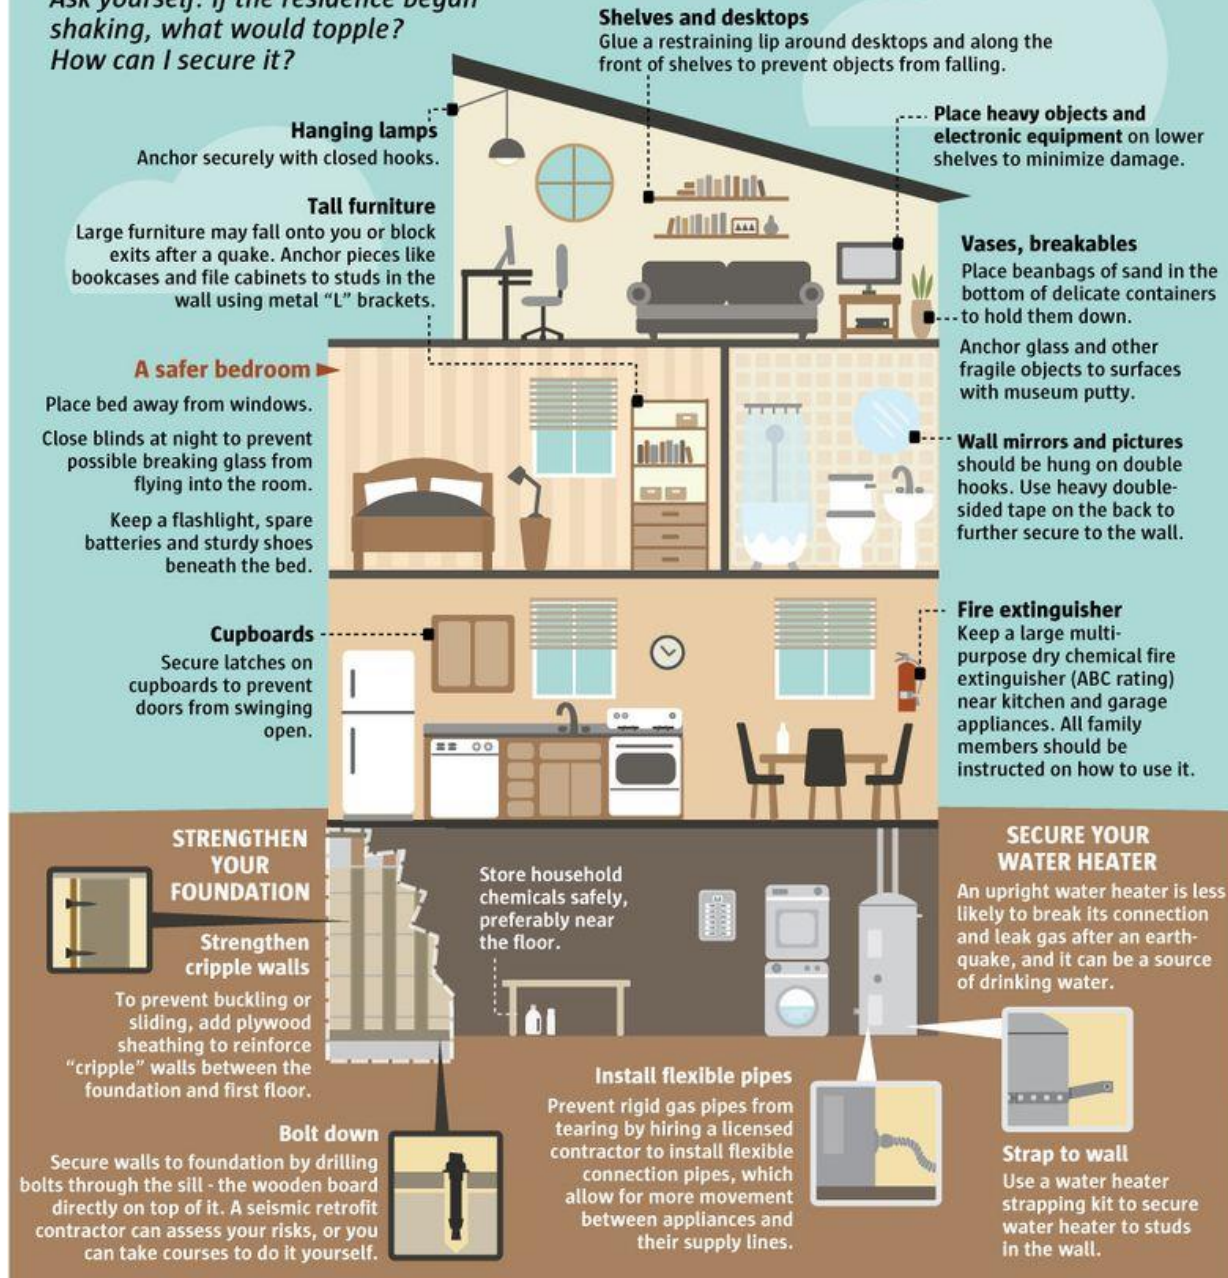 Ask yourself: If the residence began
shaking, what would topple?
How can I secure it?
Shelves and desktops
Glue a restraining lip around desktops and along the
front of shelves to prevent objects from falling.
Hanging lamps
Anchor securely with closed hooks.
Place heavy objects and
electronic equipment on lower
shelves to minimize damage.
Tall furniture
Large furniture may fall onto you or block
exits after a quake. Anchor pieces like
bookcases and file cabinets to studs in the
wall using metal “L” brackets.
Vases, breakables
Place beanbags of sand in the
bottom of delicate containers
to hold them down.
Anchor glass and other
fragile objects to surfaces
with museum putty.
A safer bedroom
Place bed away from windows.
Close blinds at night to prevent
possible breaking glass from
flying into the room.
Keep a flashlight, spare
batteries and sturdy shoes
beneath the bed.
Wall mirrors and pictures
should be hung on double
hooks. Use heavy double-
sided tape on the back to
further secure to the wall.
Cupboards
Secure latches on
cupboards to prevent
doors from swinging
open.
Fire extinguisher
Keep a large multi-
purpose dry chemical fire
extinguisher (ABC rating)
near kitchen and garage
appliances. All family
members should be
instructed on how to use it.
STRENGTHEN
YOUR
FOUNDATION
Strengthen
cripple walls
To prevent buckling or
sliding, add plywood
sheathing to reinforce
“cripple” walls between the
foundation and first floor.
Bolt down
Secure walls to foundation by drilling
bolts through the sill - the wooden board
directly on top of it. A seismic retrofit
contractor can assess your risks, or you
can take courses to do it yourself.
Store household
chemicals safely,
preferably near
the floor.
Install flexible pipes
Prevent rigid gas pipes from
tearing by hiring a licensed
contractor to install flexible
connection pipes, which
allow for more movement
between appliances and
their supply lines.
SECURE YOUR
WATER HEATER
An upright water heater is less
likely to break its connection
and leak gas after an earth-
quake, and it can be a source
of drinking water.
Strap to wall
Use a water heater
strapping kit to secure
water heater to studs
in the wall.